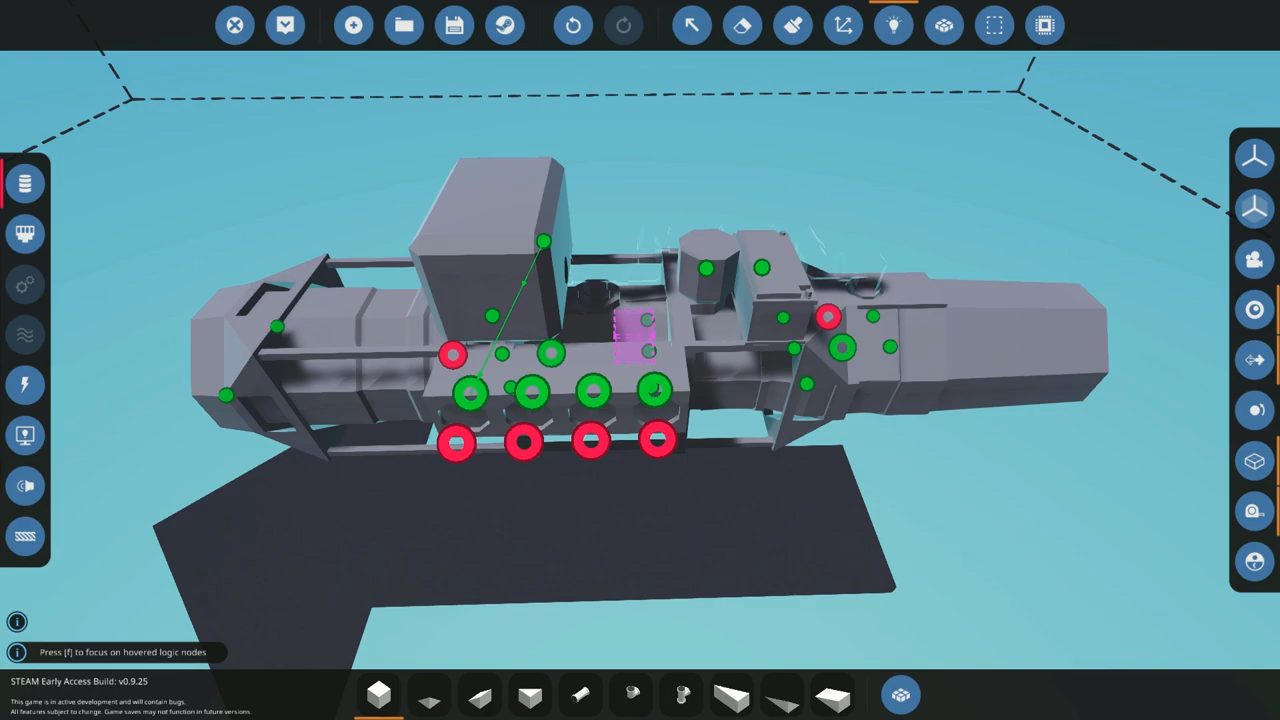 Press [f] to focus on hovered logic nodes
STEAM Early Access Build: v0.9.25
This game is in active development and will contain bugs.
All features subject to change. Game saves may not function in future versions.